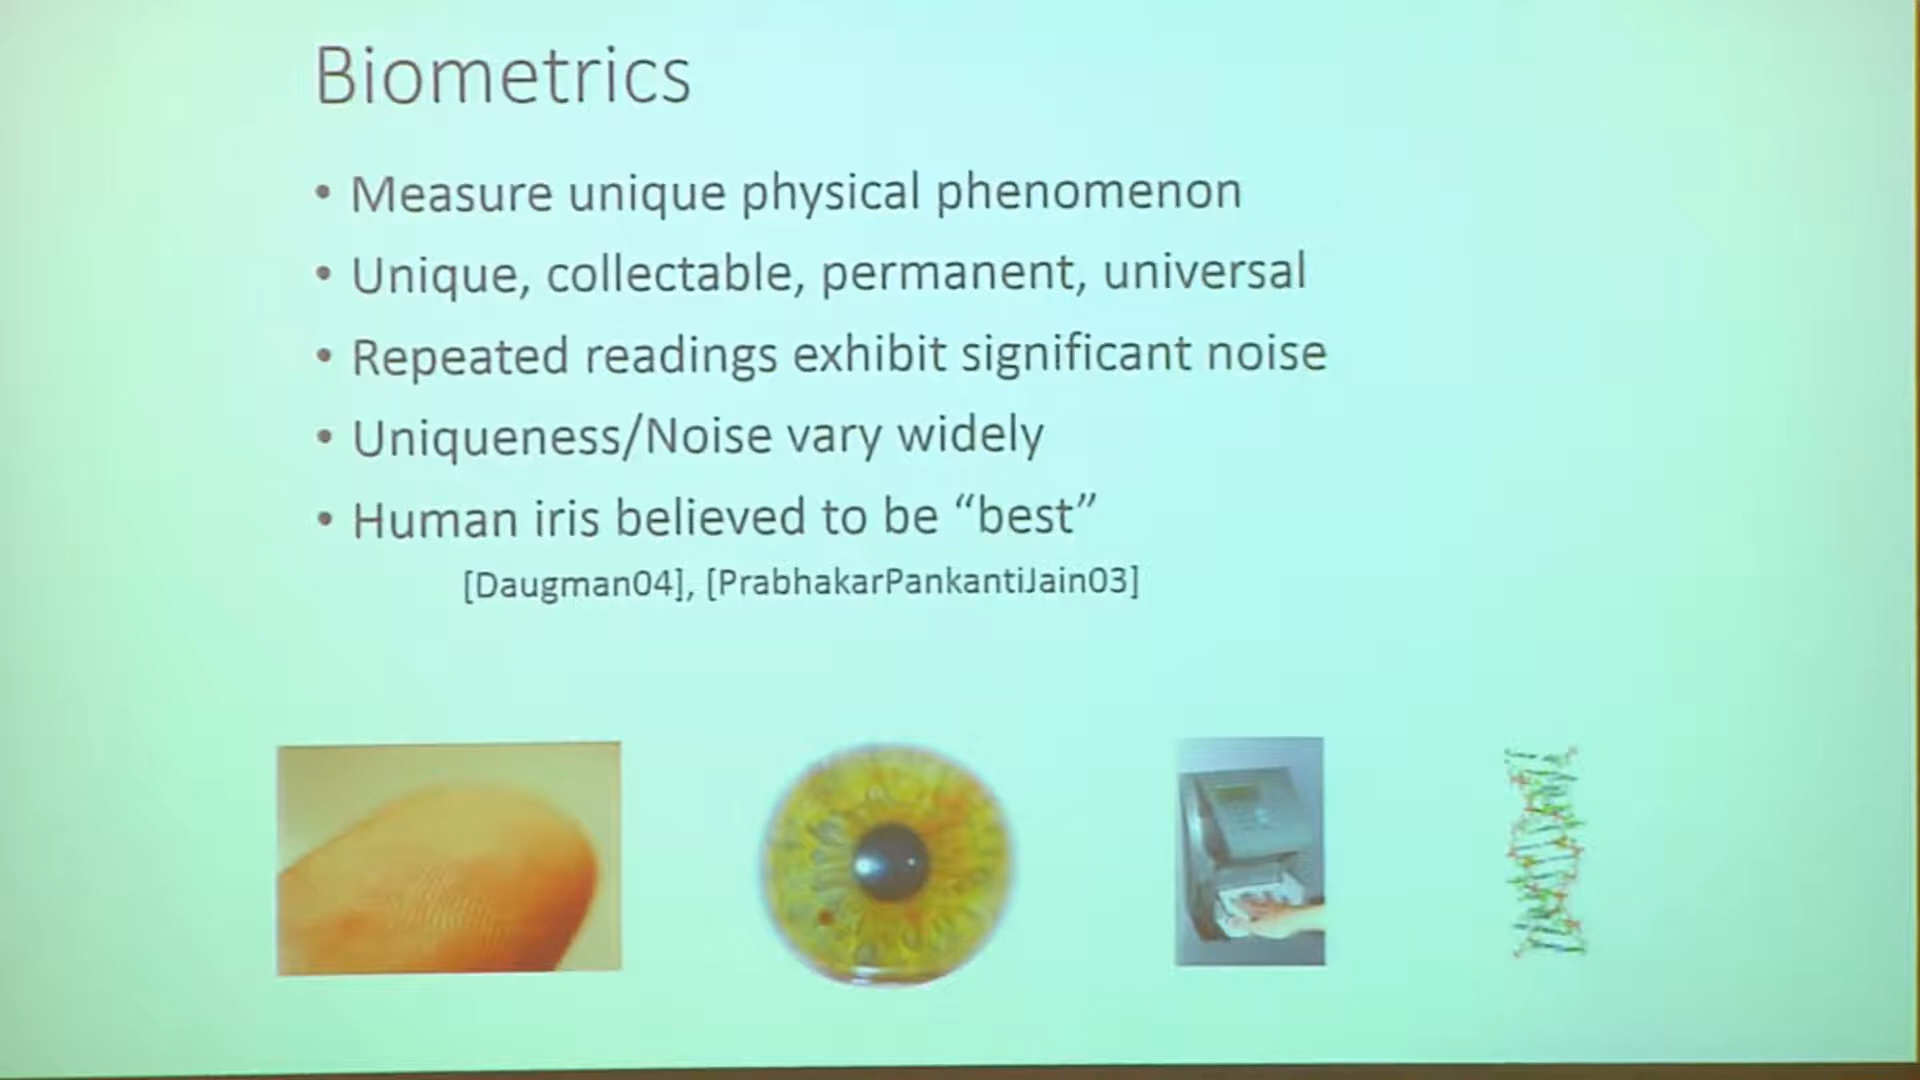 Biometrics
• Measure unique physical phenomenon
• Unique, collectable, permanent, universal
• Repeated readings exhibit significant noise
• Uniqueness/Noise vary widely
• Human iris believed to be “best”
[Daugman04], [PrabhakarPankantiJain03]